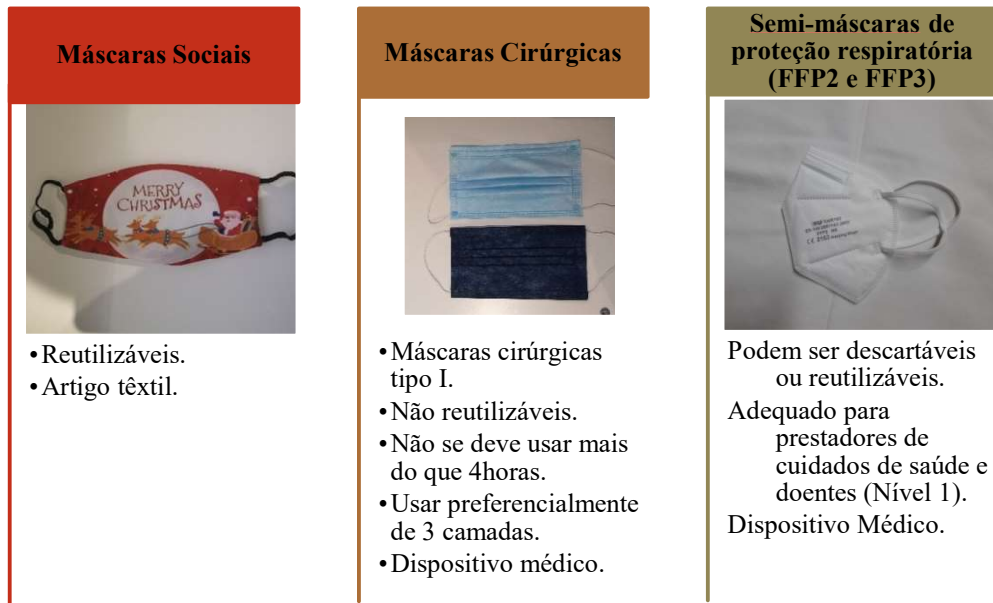 Máscaras Sociais
MERRY
CHRISTMAS
•Reutilizáveis.
•Artigo têxtil.
Máscaras Cirúrgicas
•Máscaras cirúrgicas
tipo I.
•Não reutilizáveis.
•Não se deve usar mais
do que 4horas.
•Usar preferencialmente
de 3 camadas.
•Dispositivo médico.
Semi-máscaras de
proteção respiratória
(FFP2 e FFP3)
Podem ser descartáveis
ou reutilizáveis.
Adequado para
prestadores de
cuidados de saúde e
doentes (Nível 1).
Dispositivo Médico.